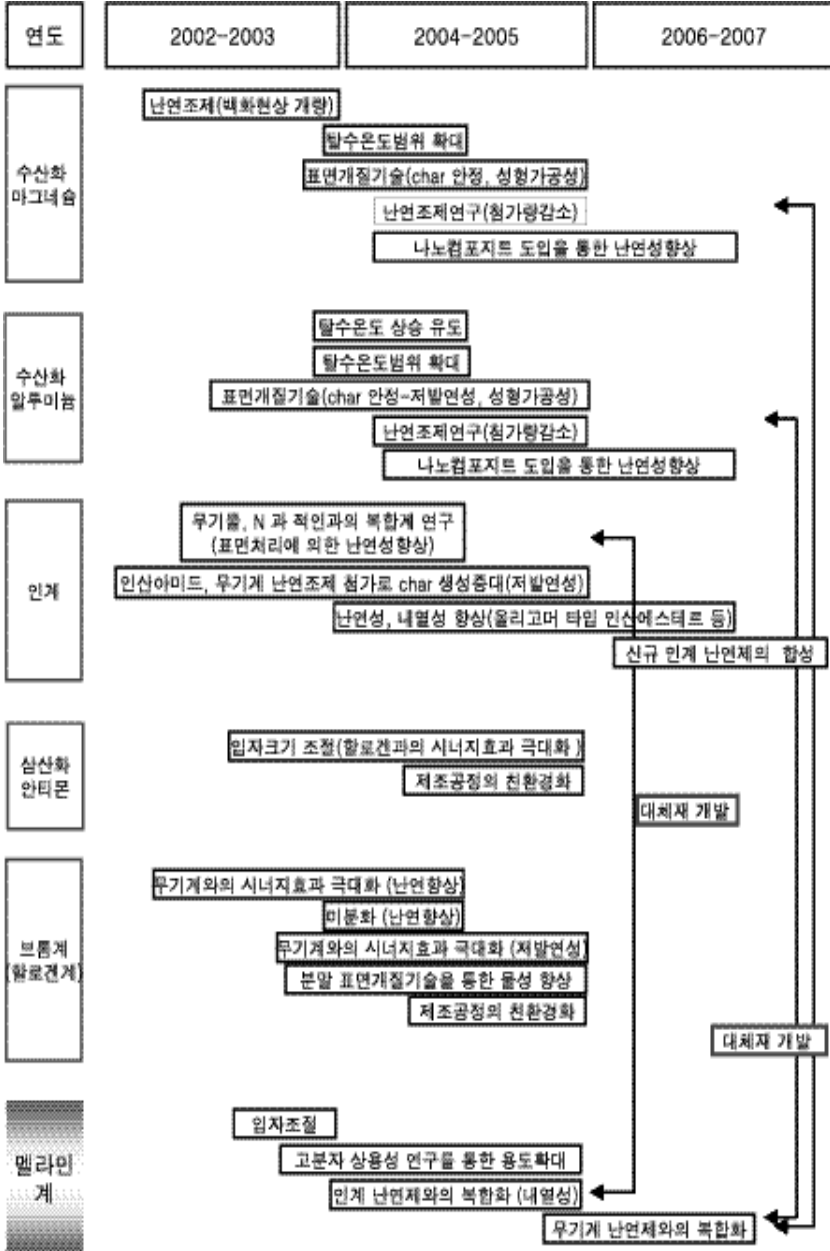 연도
2002-2003
2004-2005
2006-2007
수산화
마그네슘
난연조제(백화현상 개량)
탈수온도범위 확대
표면개질기술(char 안정, 성형가공성)
난연조제연구(첨가량감소)
나노컴포지트 도입을 통한 난연성향상
수산화
알루미늄
탈수온도 상승 유도
탈수온도범위 확대
표면개질기술(char 안정-저발연성, 성형가공성)
난연조제연구(첨가량감소)
나노컴포지트 도입을 통한 난연성향상
인계
무기물, N 과 적인과의 복합계 연구
(표면처리에 의한 난연성향상)
인산아미드, 무기계 난연조제 첨가로 char 생성증대(저발연성)
난연성, 내열성 향상(올리고머 타입 인산에스테르 등)
신규 인계 난연제의 합성
삼산화
안티몬
입자크기 조절(할로겐과의 시너지효과 극대화 )
제조공정의 친환경화
대체재 개발
브롬계
(할로겐계)
무기계와의 시너지효과 극대화 (난연향상)
미분화 (난연향상)
무기계와의 시너지효과 극대화 (저발연성)
분말 표면개질기술을 통한 물성 향상
제조공정의 친환경화
대체재 개발
멜라민
계
입자조절
고분자 상용성 연구를 통한 용도확대
인계 난연제와의 복합화 (내열성)
무기계 난연제와의 복합화